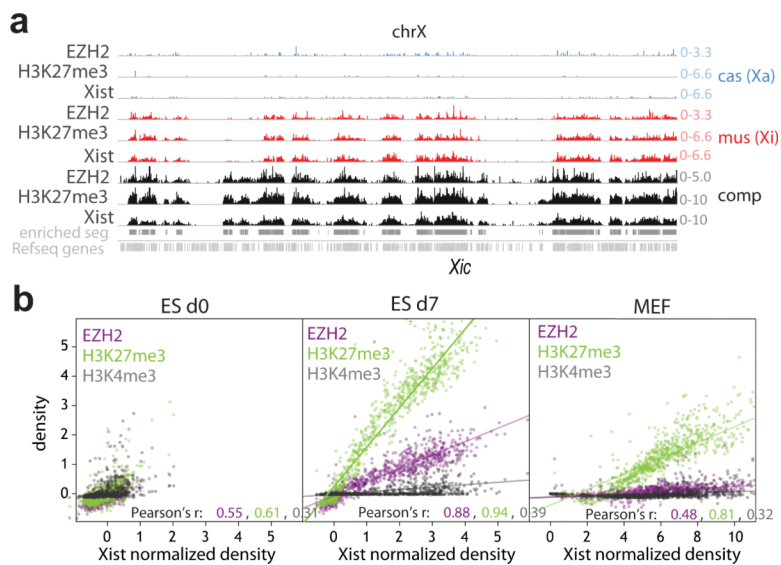 a
chrX
EZH2 0-3.3
H3K27me3 0-6.6 cas (Xa)
Xist 0-6.6
EZH2 0-3.3
H3K27me3 0-6.6 mus (Xi)
Xist 0-6.6
EZH2 0-5.0
H3K27me3 0-10 comp
Xist 0-10
enriched seg
Refseq genes
Xic
b
ES d0 ES d7 MEF
EZH2 EZH2 EZH2
H3K27me3 H3K27me3 H3K27me3
H3K4me3 H3K4me3 H3K4me3
density
5
4
3
2
1
0
Pearson's r: 0.55, 0.61, 0.31
Pearson's r: 0.88, 0.94, 0.39
Pearson's r: 0.48, 0.81, 0.32
0 1 2 3 4 5
0 1 2 3 4 5
0 2 4 6 8 10
Xist normalized density Xist normalized density Xist normalized density